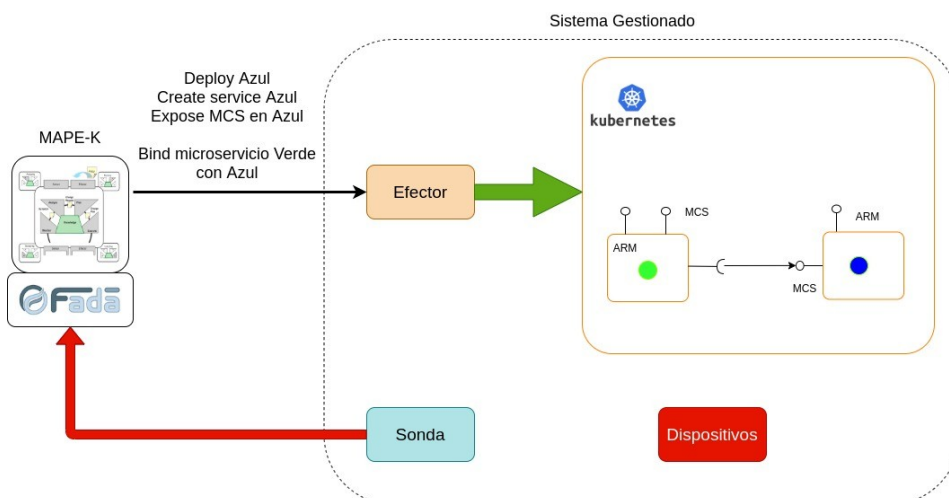 Sistema Gestionado
Deploy Azul
Create service Azul
Expose MCS en Azul
Bind microservicio Verde
con Azul
MAPE-K
kubernetes
Efector
MCS
ARM
ARM
MCS
Fada
Sonda
Dispositivos